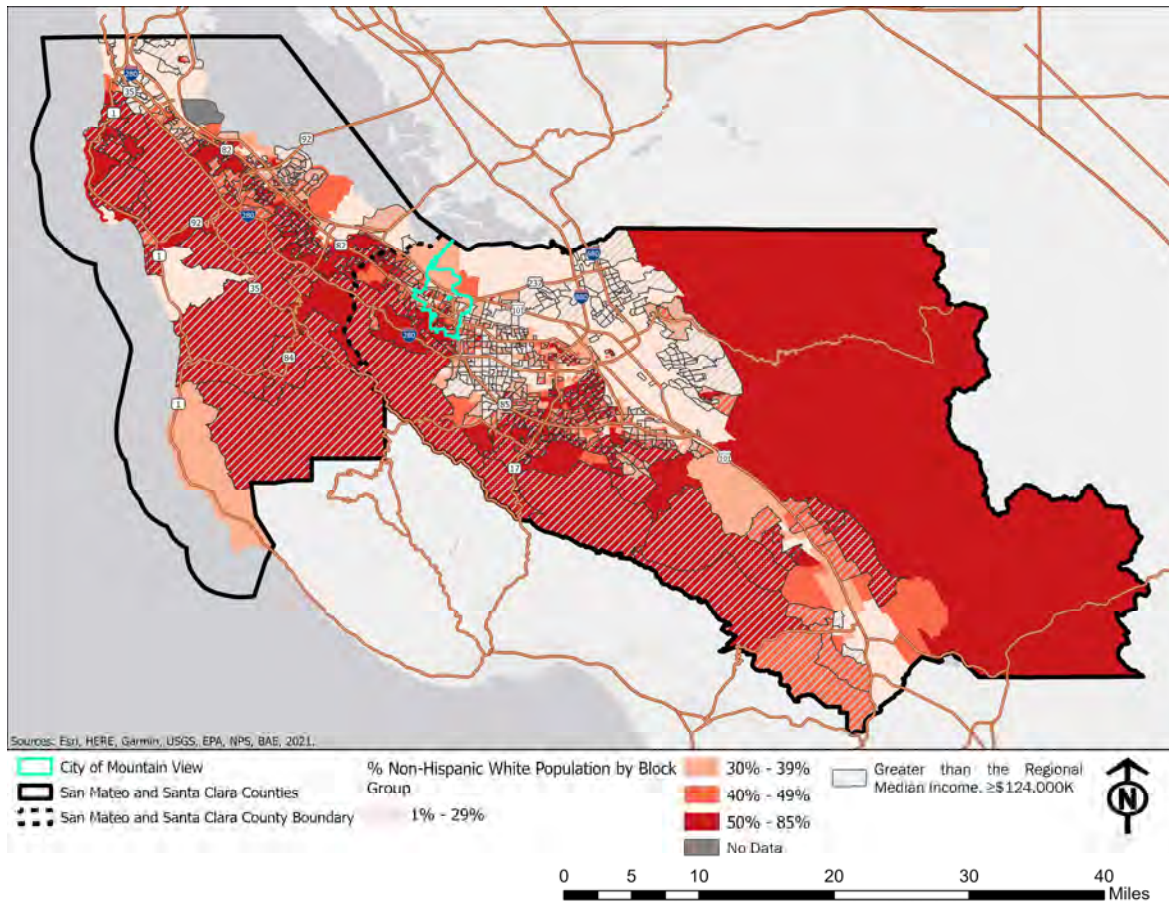 280
35
1
92
82
280
92
1
82
35
280
84
1
237
101
680
880
85
17
101
Sources: Esri, HERE, Garmin, USGS, EPA, NPS, BAE, 2021.
City of Mountain View
San Mateo and Santa Clara Counties
San Mateo and Santa Clara County Boundary
% Non-Hispanic White Population by Block
Group
1% - 29%
30% - 39%
40% - 49%
50% - 85%
No Data
Greater than the Regional
Median Income, ≥$124,000K
N
0 5 10 20 30 40
Miles